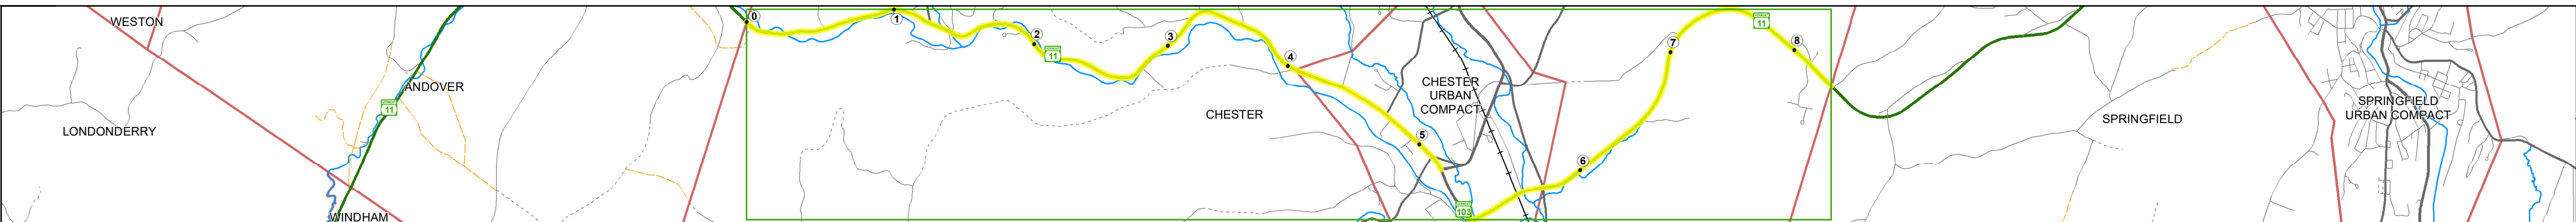 WESTON
0
1
2
3
4
5
6
7
8
11
11
11
103
ANDOVER
LONDONDERRY
WINDHAM
CHESTER
CHESTER
URBAN
COMPACT
SPRINGFIELD
SPRINGFIELD
URBAN COMPACT